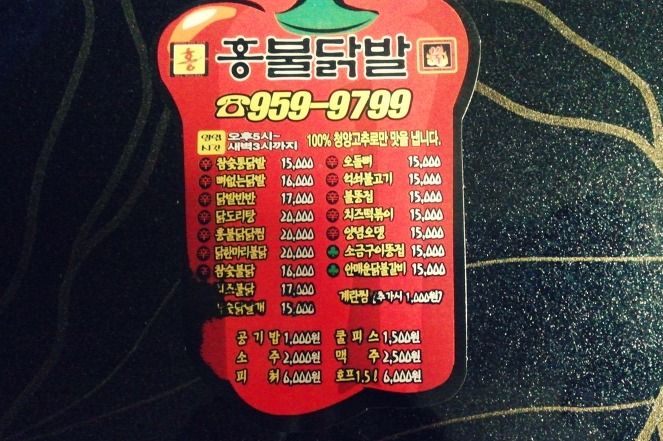 홍 홍불닭발
☎959-9799
영업시간 오후5시~ 새벽3시까지
100% 청양고추로만 맛을 냅니다.
참숯통닭발 15,000
뼈없는닭발 16,000
닭발반반 17,000
닭도리탕 20,000
홍불닭찜 20,000
닭한마리불닭 20,000
참숯불닭 16,000
치즈불닭 17,000
숯닭날개 15,000
오돌뼈 15,000
석쇠불고기 15,000
불똥집 15,000
치즈떡볶이 15,000
양념오뎅 15,000
소금구이똥집 15,000
안매운닭불갈비 15,000
계란찜 (추가시 1,000원)
공기밥 1,000원 쿨피스 1,500원
소주 2,000원 맥주 2,500원
피쳐 6,000원 호프1.5ℓ 6,000원